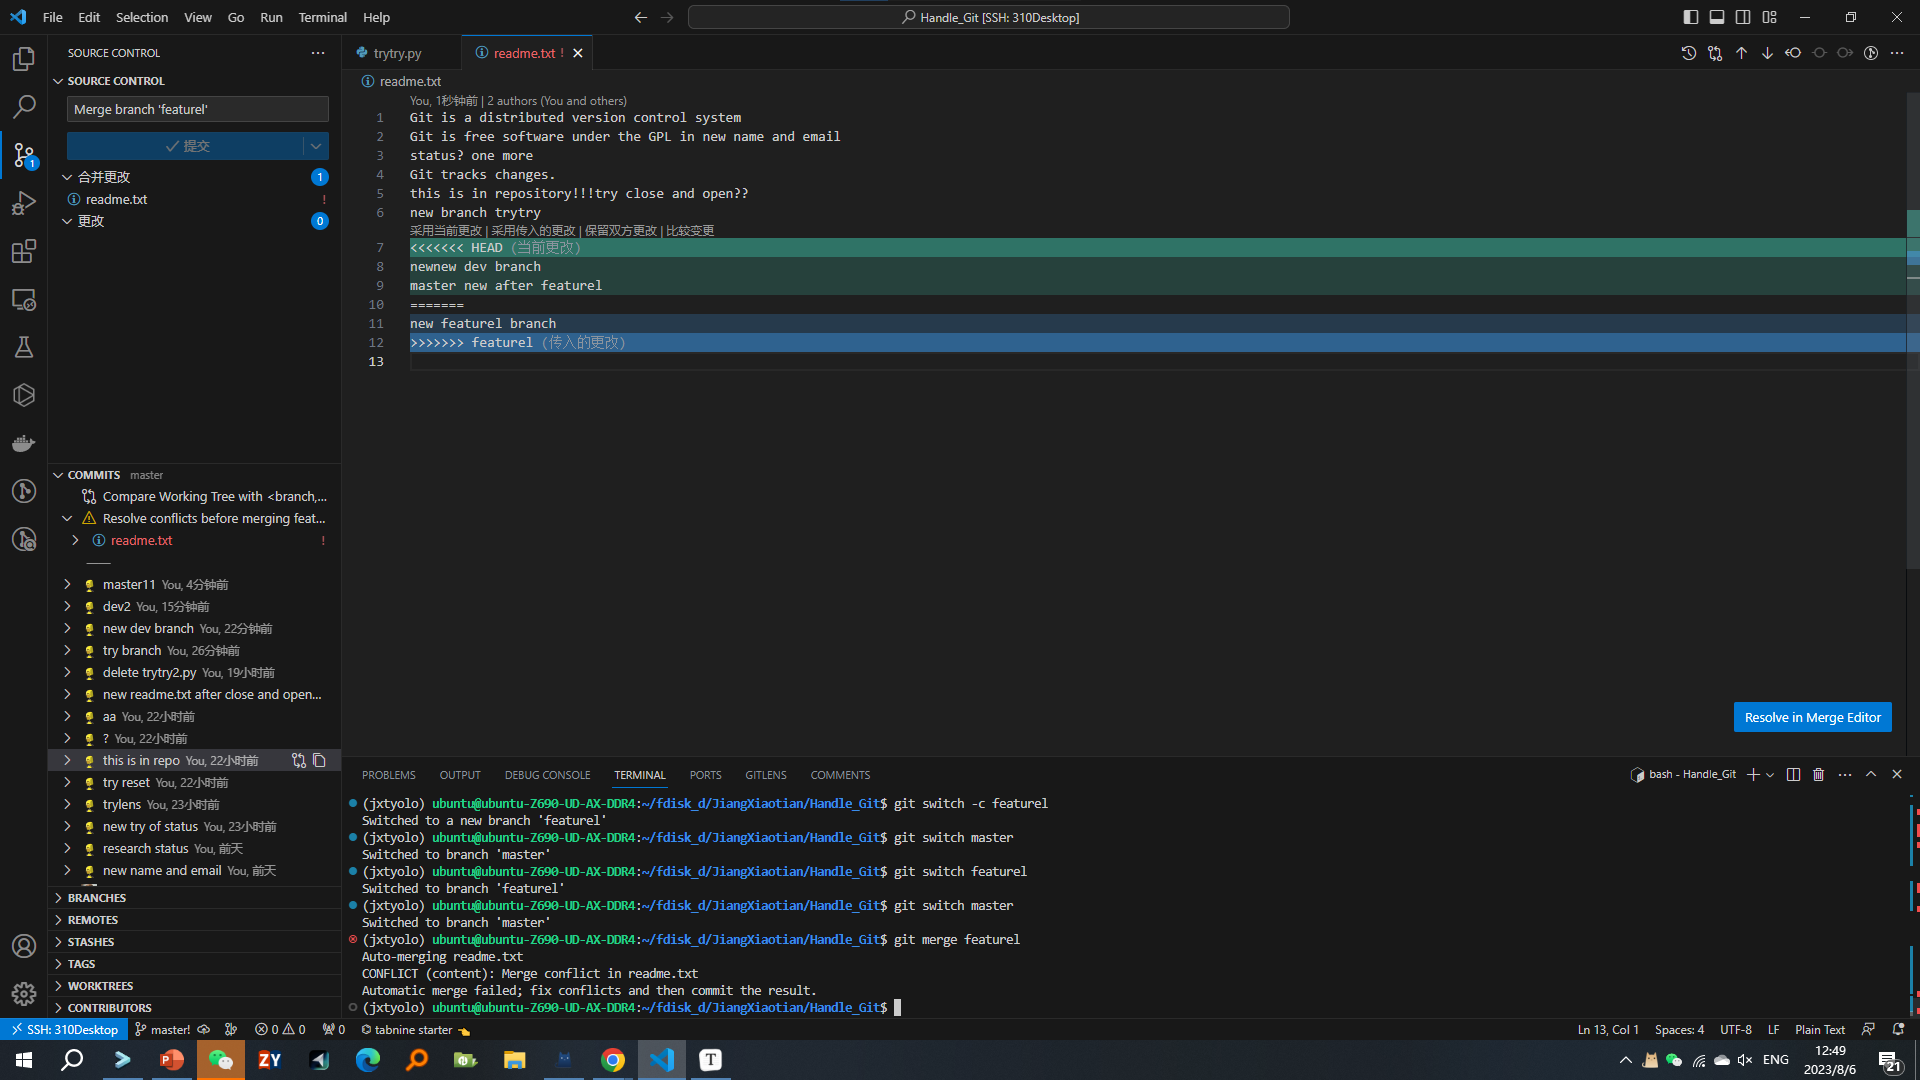 File Edit Selection View Go Run Terminal Help
Handle_Git [SSH: 310Desktop]
SOURCE CONTROL
SOURCE CONTROL
Merge branch 'featurel'
提交
合并更改 1
readme.txt !
更改 0
COMMITS master
Compare Working Tree with <branch,...
Resolve conflicts before merging feat...
readme.txt !
master11 You, 4分钟前
dev2 You, 15分钟前
new dev branch You, 22分钟前
try branch You, 26分钟前
delete trytry2.py You, 19小时前
new readme.txt after close and open...
aa You, 22小时前
? You, 22小时前
this is in repo You, 22小时前
try reset You, 22小时前
trylens You, 23小时前
new try of status You, 23小时前
research status You, 前天
new name and email You, 前天
BRANCHES
REMOTES
STASHES
TAGS
WORKTREES
CONTRIBUTORS
trytry.py
readme.txt !
readme.txt
You, 1秒钟前 | 2 authors (You and others)
1 Git is a distributed version control system
2 Git is free software under the GPL in new name and email
3 status? one more
4 Git tracks changes.
5 this is in repository!!!try close and open??
6 new branch trytry
采用当前更改 | 采用传入的更改 | 保留双方更改 | 比较变更
7 <<<<<<< HEAD (当前更改)
8 newnew dev branch
9 master new after featurel
10 =======
11 new featurel branch
12 >>>>>>> featurel (传入的更改)
13
Resolve in Merge Editor
PROBLEMS OUTPUT DEBUG CONSOLE TERMINAL PORTS GITLENS COMMENTS
bash - Handle_Git
(jxtyolo) ubuntu@ubuntu-Z690-UD-AX-DDR4:~/fdisk_d/JiangXiaotian/Handle_Git$ git switch -c featurel
Switched to a new branch 'featurel'
(jxtyolo) ubuntu@ubuntu-Z690-UD-AX-DDR4:~/fdisk_d/JiangXiaotian/Handle_Git$ git switch master
Switched to branch 'master'
(jxtyolo) ubuntu@ubuntu-Z690-UD-AX-DDR4:~/fdisk_d/JiangXiaotian/Handle_Git$ git switch featurel
Switched to branch 'featurel'
(jxtyolo) ubuntu@ubuntu-Z690-UD-AX-DDR4:~/fdisk_d/JiangXiaotian/Handle_Git$ git switch master
Switched to branch 'master'
(jxtyolo) ubuntu@ubuntu-Z690-UD-AX-DDR4:~/fdisk_d/JiangXiaotian/Handle_Git$ git merge featurel
Auto-merging readme.txt
CONFLICT (content): Merge conflict in readme.txt
Automatic merge failed; fix conflicts and then commit the result.
(jxtyolo) ubuntu@ubuntu-Z690-UD-AX-DDR4:~/fdisk_d/JiangXiaotian/Handle_Git$
SSH: 310Desktop master! 0 0 0 tabnine starter
Ln 13, Col 1 Spaces: 4 UTF-8 LF Plain Text
ZY
T
ENG
12:49
2023/8/6
21